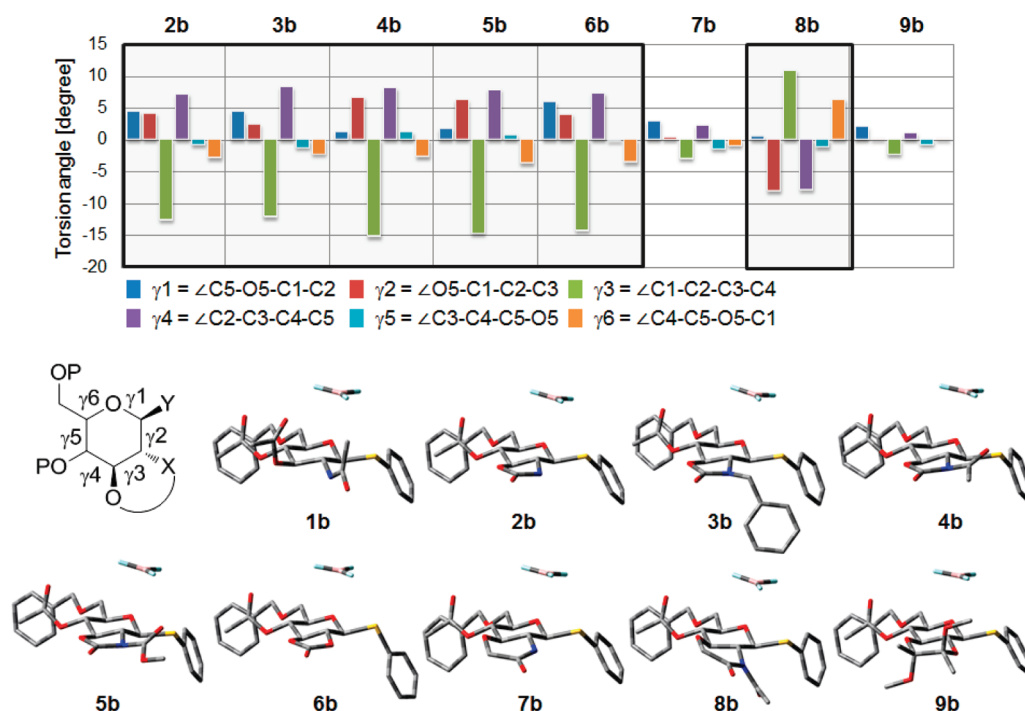 2b 3b 4b 5b 6b 7b 8b 9b
Torsion angle [degree]
15
10
5
0
-5
-10
-15
-20
γ1 = ∠C5-O5-C1-C2 γ2 = ∠O5-C1-C2-C3 γ3 = ∠C1-C2-C3-C4
γ4 = ∠C2-C3-C4-C5 γ5 = ∠C3-C4-C5-O5 γ6 = ∠C4-C5-O5-C1
OP
γ6 O γ1 Y
γ5 γ2
PO γ4 γ3 X
O
1b 2b 3b 4b
5b 6b 7b 8b 9b